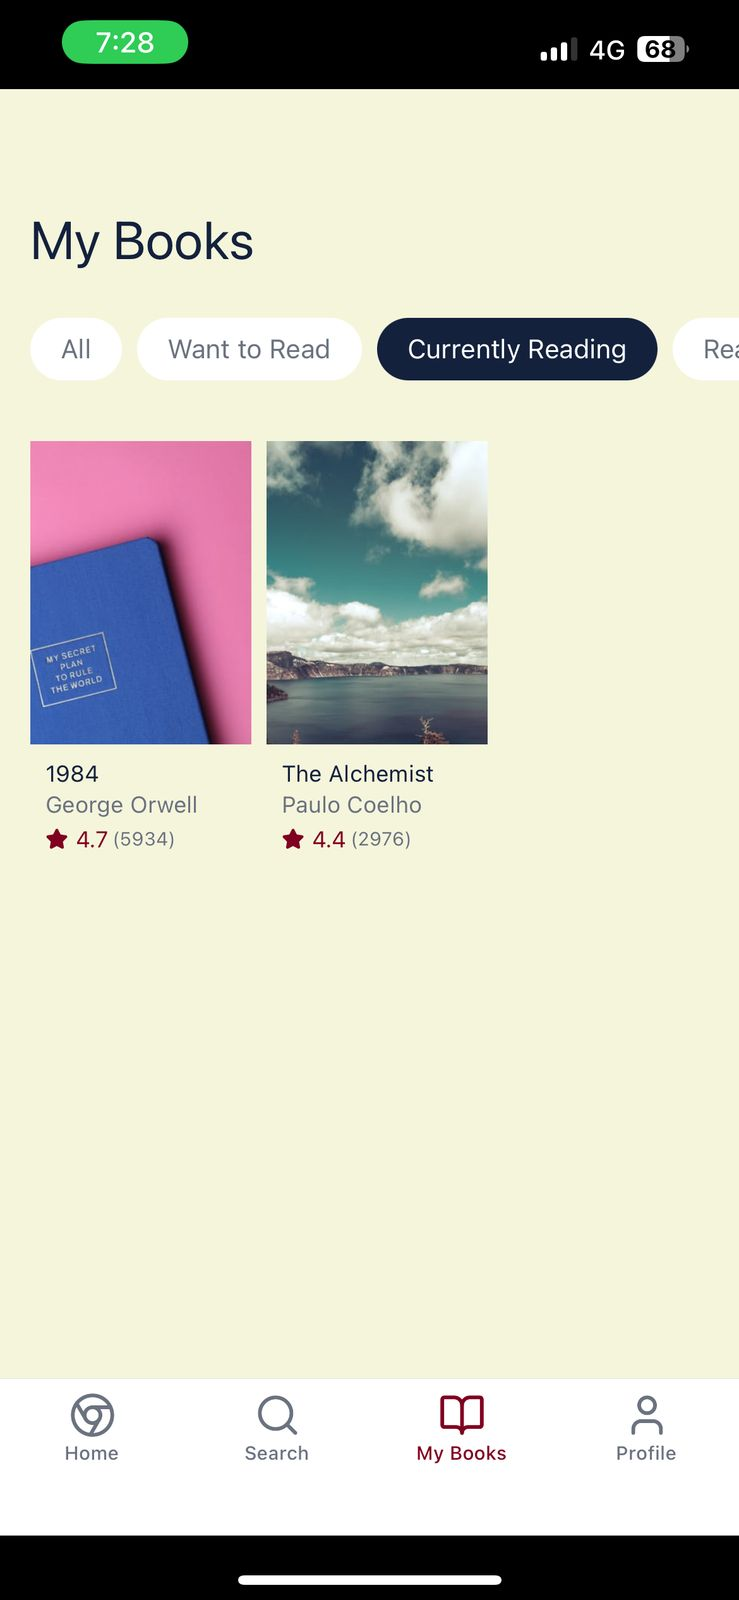 7:28
4G 68
My Books
All Want to Read Currently Reading
MY SECRET
PLAN
TO RULE
THE WORLD
1984
George Orwell
4.7 (5934)
The Alchemist
Paulo Coelho
4.4 (2976)
Home Search My Books Profile